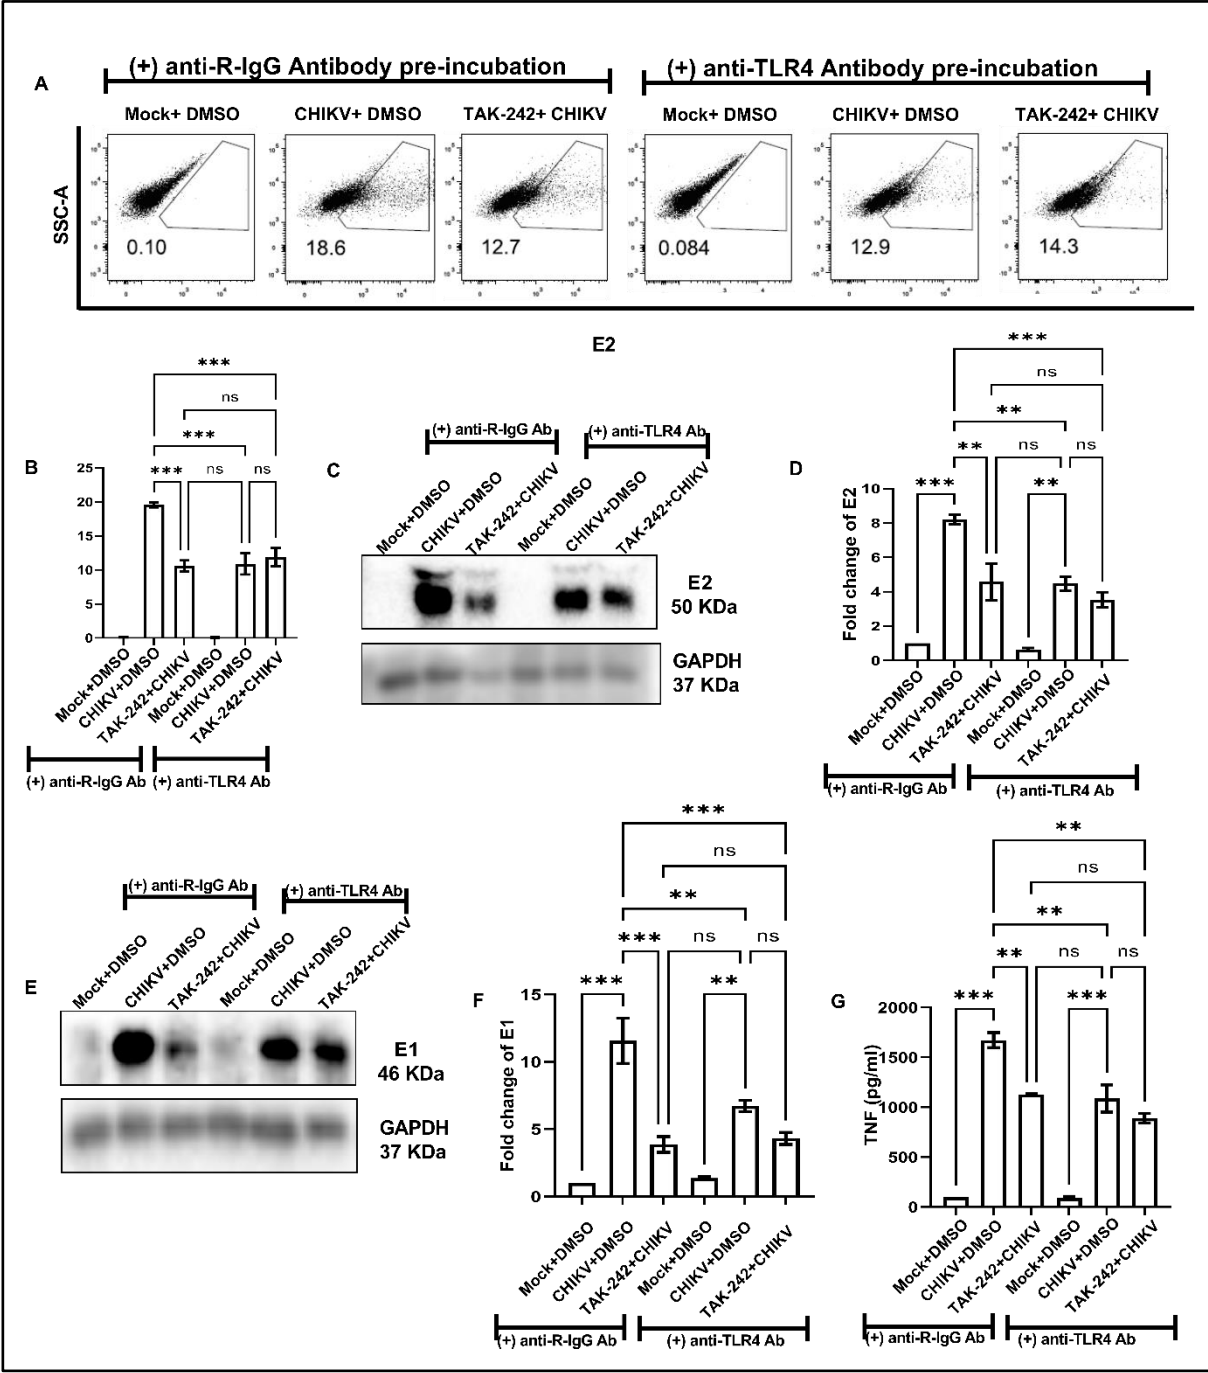 A
(+) anti-R-IgG Antibody pre-incubation
(+) anti-TLR4 Antibody pre-incubation
Mock+ DMSO
CHIKV+ DMSO
TAK-242+ CHIKV
Mock+ DMSO
CHIKV+ DMSO
TAK-242+ CHIKV
SSC-A
0.10
18.6
12.7
0.084
12.9
14.3
E2
B
***
ns
***
*** ns ns
25
20
15
10
5
0
Mock+DMSO
CHIKV+DMSO
TAK-242+CHIKV
Mock+DMSO
CHIKV+DMSO
TAK-242+CHIKV
(+) anti-R-IgG Ab
(+) anti-TLR4 Ab
C
(+) anti-R-IgG Ab
(+) anti-TLR4 Ab
Mock+DMSO
CHIKV+DMSO
TAK-242+CHIKV
Mock+DMSO
CHIKV+DMSO
TAK-242+CHIKV
E2
50 KDa
GAPDH
37 KDa
D
***
ns
**
** ns ns
*** **
Fold change of E2
10
8
6
4
2
0
Mock+DMSO
CHIKV+DMSO
TAK-242+CHIKV
Mock+DMSO
CHIKV+DMSO
TAK-242+CHIKV
(+) anti-R-IgG Ab
(+) anti-TLR4 Ab
E
(+) anti-R-IgG Ab
(+) anti-TLR4 Ab
Mock+DMSO
CHIKV+DMSO
TAK-242+CHIKV
Mock+DMSO
CHIKV+DMSO
TAK-242+CHIKV
E1
46 KDa
GAPDH
37 KDa
F
***
ns
**
*** ns ns
*** **
Fold change of E1
15
10
5
0
Mock+DMSO
CHIKV+DMSO
TAK-242+CHIKV
Mock+DMSO
CHIKV+DMSO
TAK-242+CHIKV
(+) anti-R-IgG Ab
(+) anti-TLR4 Ab
G
**
ns
**
** ns ns
*** ***
TNF (pg/ml)
2000
1500
1000
500
0
Mock+DMSO
CHIKV+DMSO
TAK-242+CHIKV
Mock+DMSO
CHIKV+DMSO
TAK-242+CHIKV
(+) anti-R-IgG Ab
(+) anti-TLR4 Ab